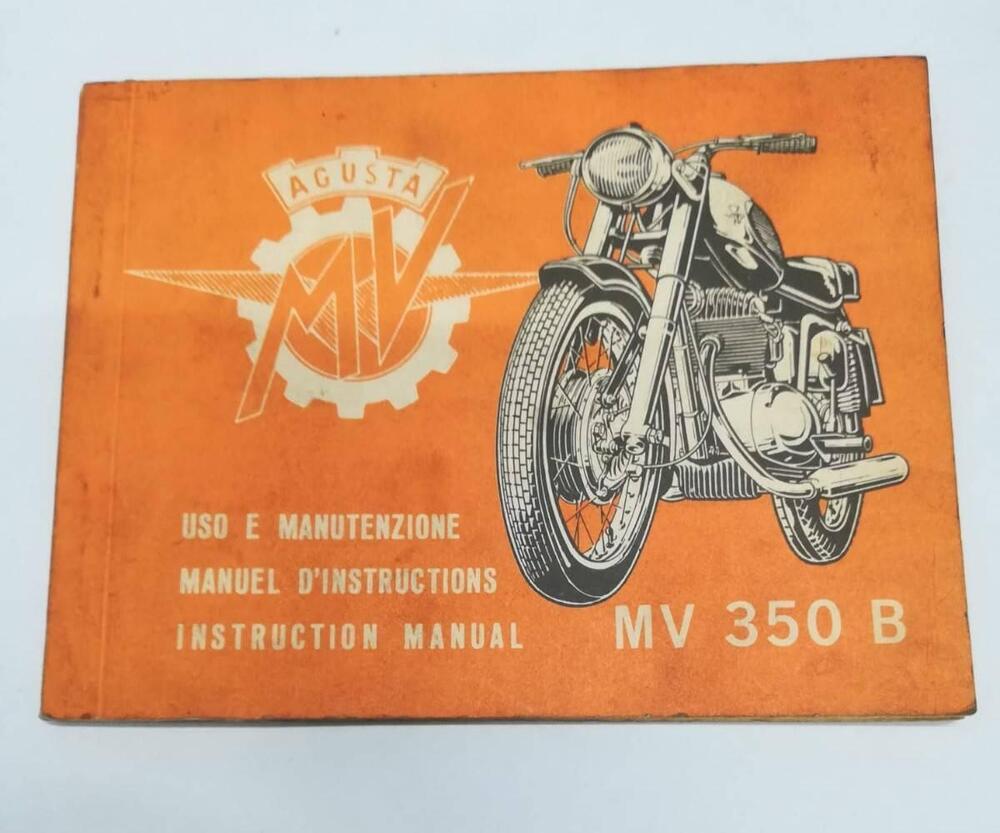 AGUSTA
MV
USO E MANUTENZIONE
MANUEL D'INSTRUCTIONS
INSTRUCTION MANUAL
MV 350 B